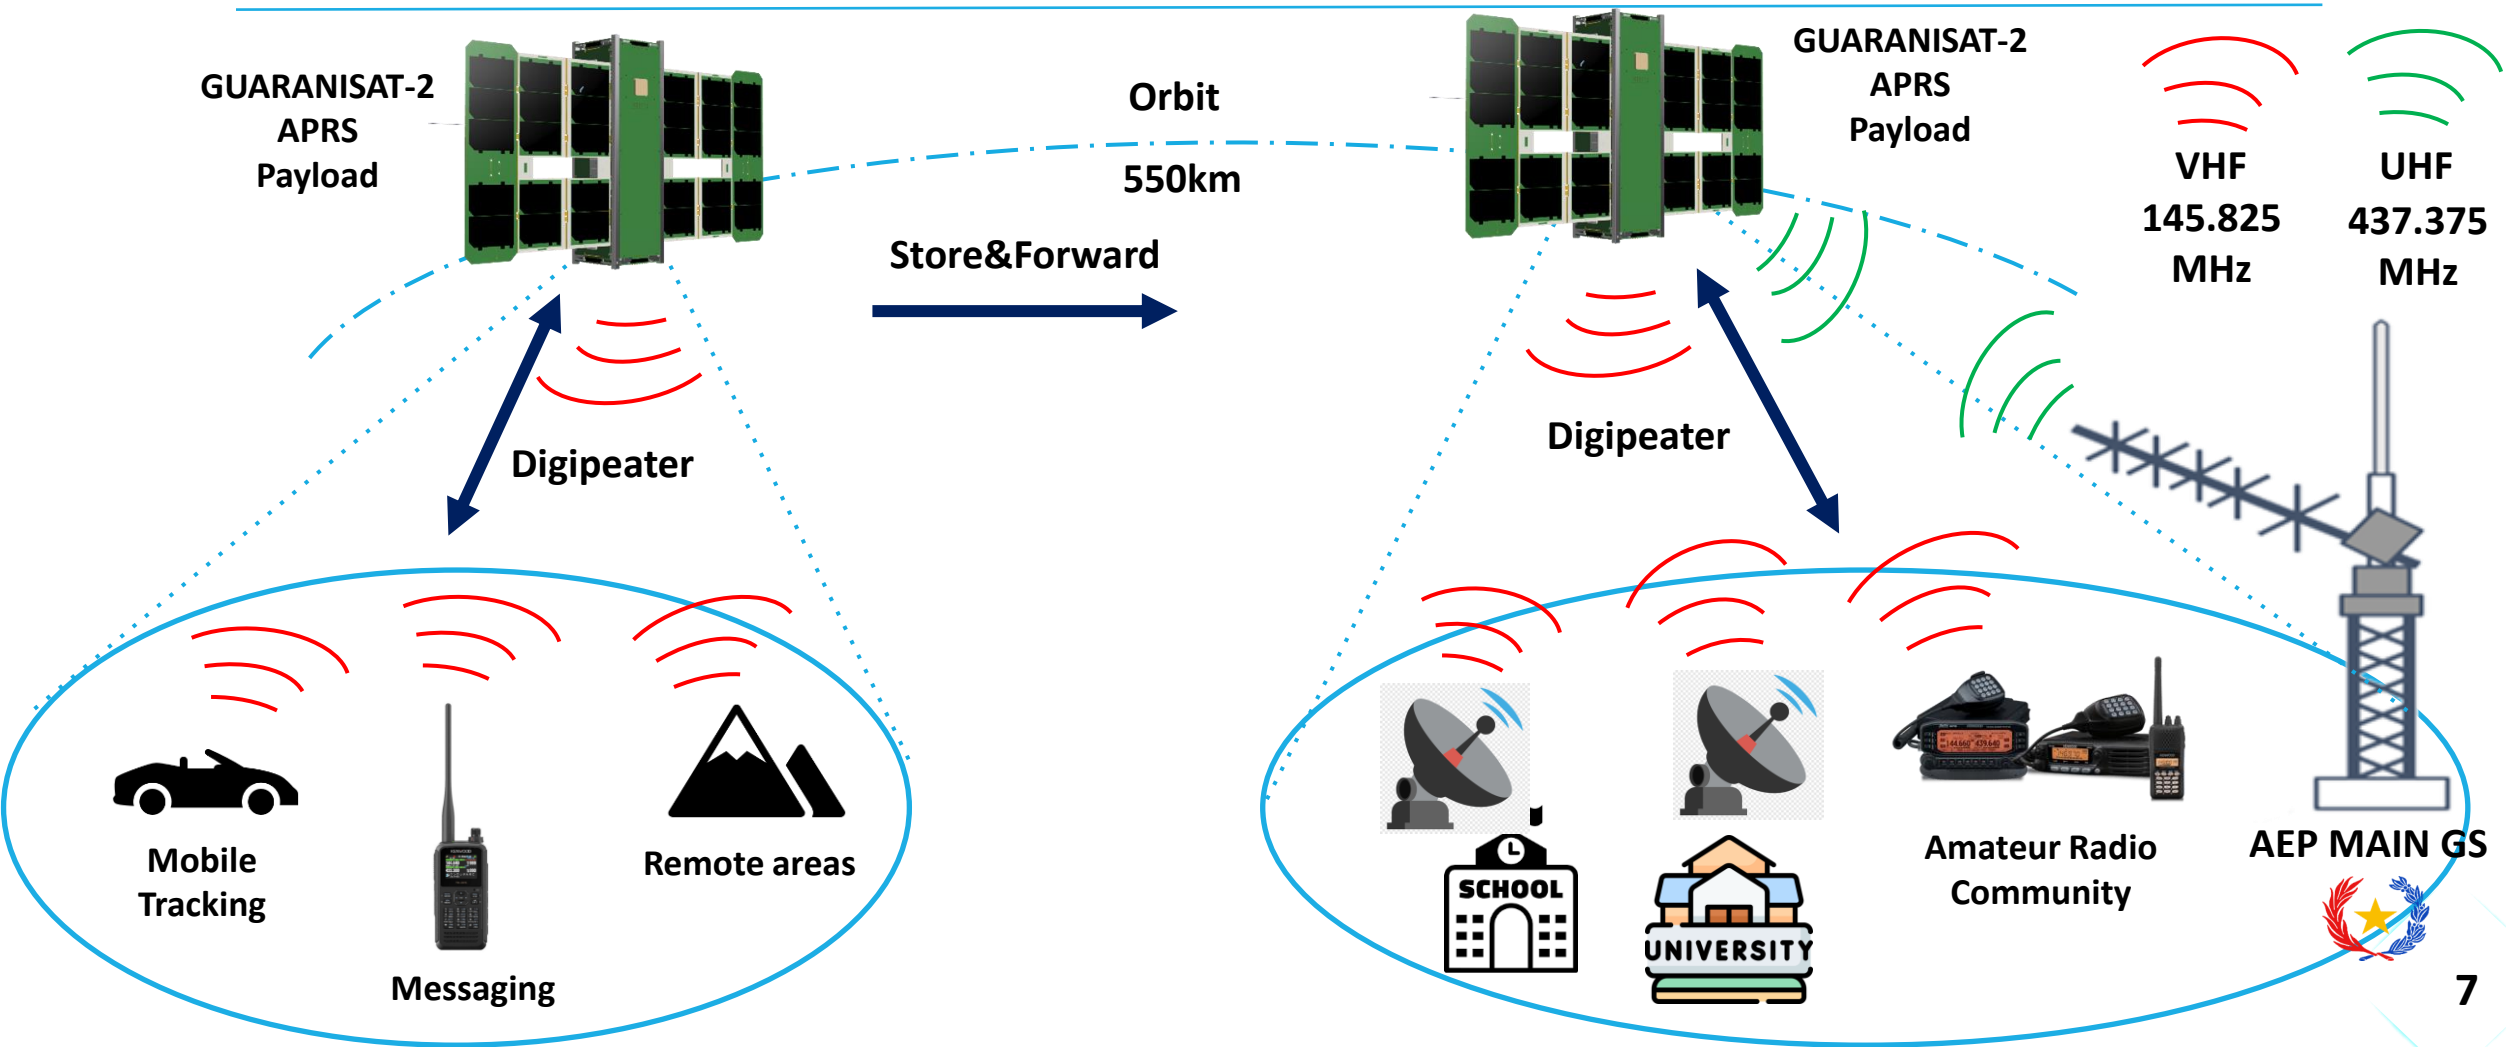 GUARANISAT-2
APRS
Payload
Orbit
550km
Store&Forward
GUARANISAT-2
APRS
Payload
VHF
145.825
MHz
UHF
437.375
MHz
Digipeater
Digipeater
Mobile
Tracking
Messaging
Remote areas
SCHOOL
UNIVERSITY
Amateur Radio
Community
AEP MAIN GS
7